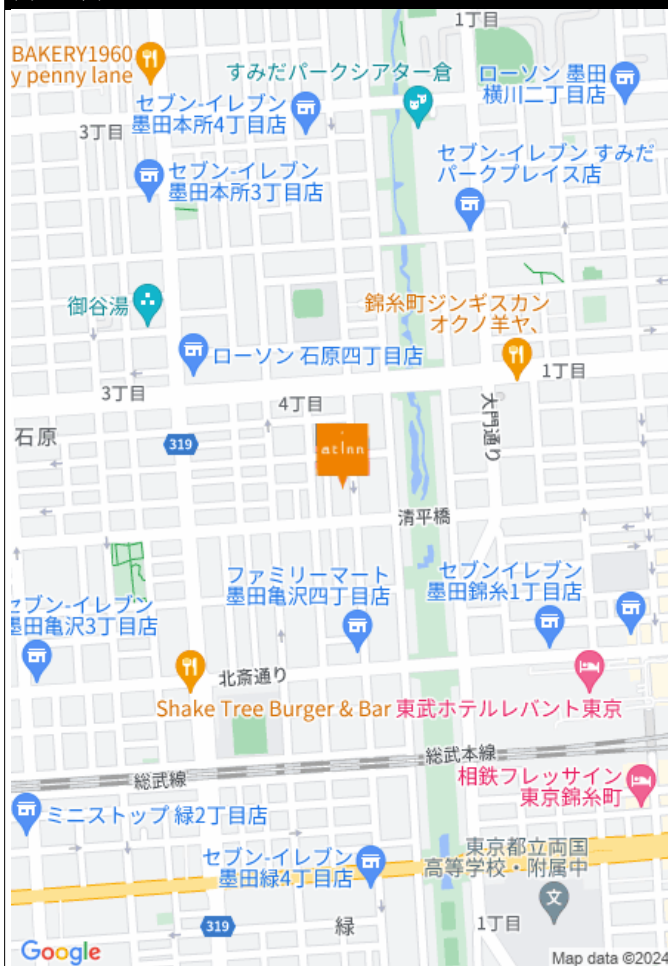 1丁目
BAKERY1960
y penny lane
すみだパークシアター倉
ローソン 墨田
横川二丁目店
セブン-イレブン
墨田本所4丁目店
3丁目
セブン-イレブン すみだ
パークプレイス店
セブン-イレブン
墨田本所3丁目店
御谷湯
錦糸町ジンギスカン
オクノ羊ヤ、
ローソン 石原四丁目店
1丁目
3丁目
4丁目
大門通り
石原
319
at inn
清平橋
ファミリーマート
墨田亀沢四丁目店
セブンイレブン
墨田錦糸1丁目店
セブン-イレブン
墨田亀沢3丁目店
北斎通り
Shake Tree Burger & Bar
東武ホテルレバント東京
総武本線
総武線
相鉄フレッサイン
東京錦糸町
ミニストップ 緑2丁目店
セブン-イレブン
墨田緑4丁目店
東京都立両国
高等学校・附属中
文
319
緑
1丁目
Google
Map data ©2024